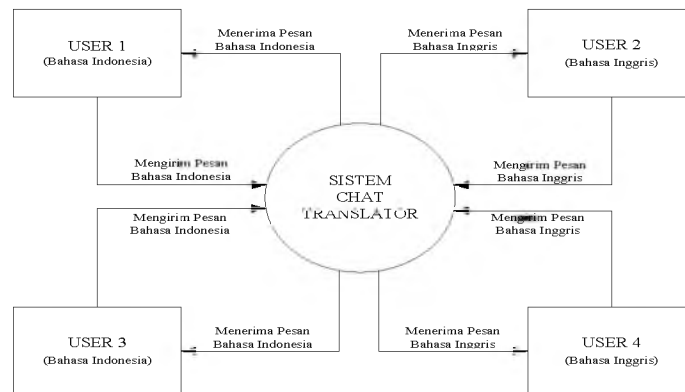 USER 1
(Bahasa Indonesia)
Menerima Pesan
Bahasa Indonesia
Menerima Pesan
Bahasa Inggris
USER 2
(Bahasa Inggris)
Mengirim Pesan
Bahasa Indonesia
Mengirim Pesan
Bahasa Inggris
SISTEM
CHAT
TRANSLATOR
Mengirim Pesan
Bahasa Indonesia
Mengirim Pesan
Bahasa Inggris
USER 3
(Bahasa Indonesia)
Menerima Pesan
Bahasa Indonesia
Menerima Pesan
Bahasa Inggris
USER 4
(Bahasa Inggris)